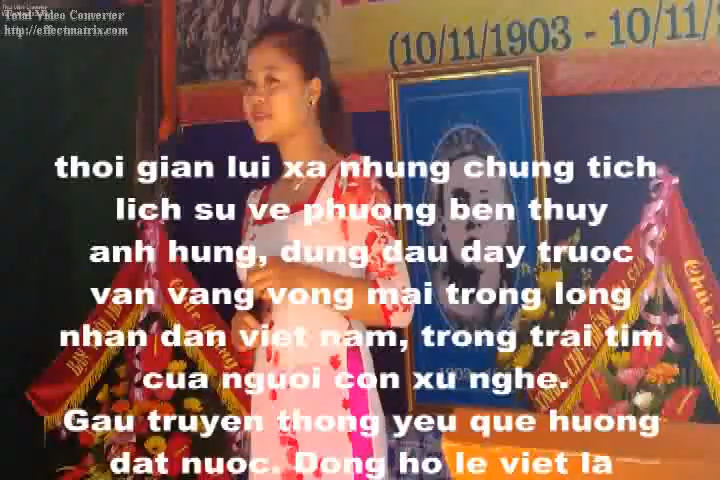 Total Video Converter
http://effectmatrix.com
(10/11/1903 - 10/11/
thoi gian lui xa nhung chung tich
lich su ve phuong ben thuy
anh hung, dung dau day truoc
van vang vong mai trong long
nhan dan viet nam, trong trai tim
cua nguoi con xu nghe.
Gau truyen thong yeu que huong
dat nuoc. Dong ho le viet la